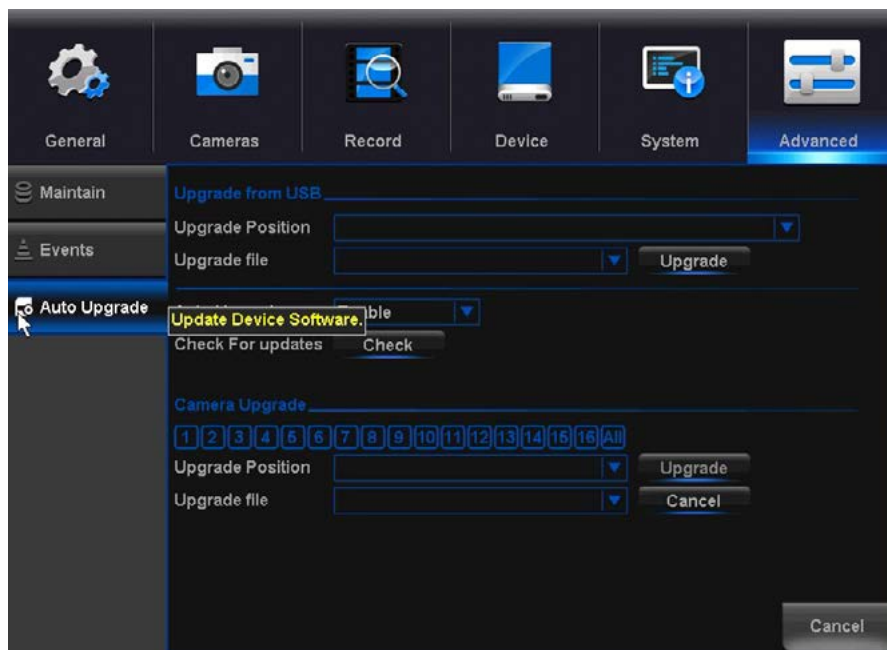 General Cameras Record Device System Advanced
Maintain
Events
Auto Upgrade
Upgrade from USB
Upgrade Position
Upgrade file Upgrade
Update Device Software.
Check For updates Check
Camera Upgrade
1 2 3 4 5 6 7 8 9 10 11 12 13 14 15 16 All
Upgrade Position Upgrade
Upgrade file Cancel
Cancel